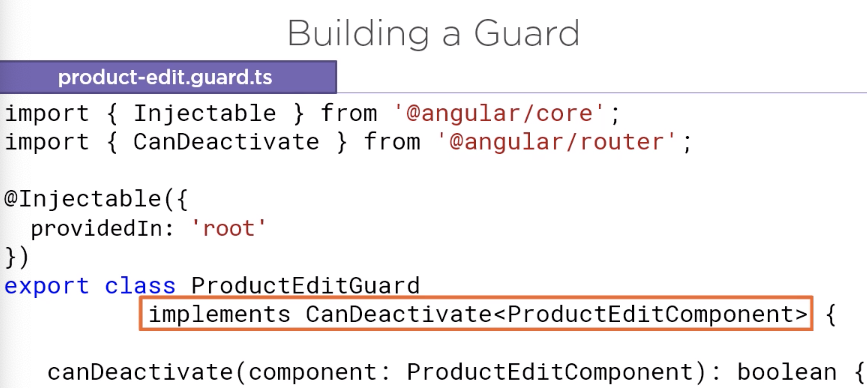 Building a Guard
product-edit.guard.ts
import { Injectable } from '@angular/core';
import { CanDeactivate } from '@angular/router';
@Injectable({
  providedIn: 'root'
})
export class ProductEditGuard
          implements CanDeactivate<ProductEditComponent> {
   canDeactivate(component: ProductEditComponent): boolean {